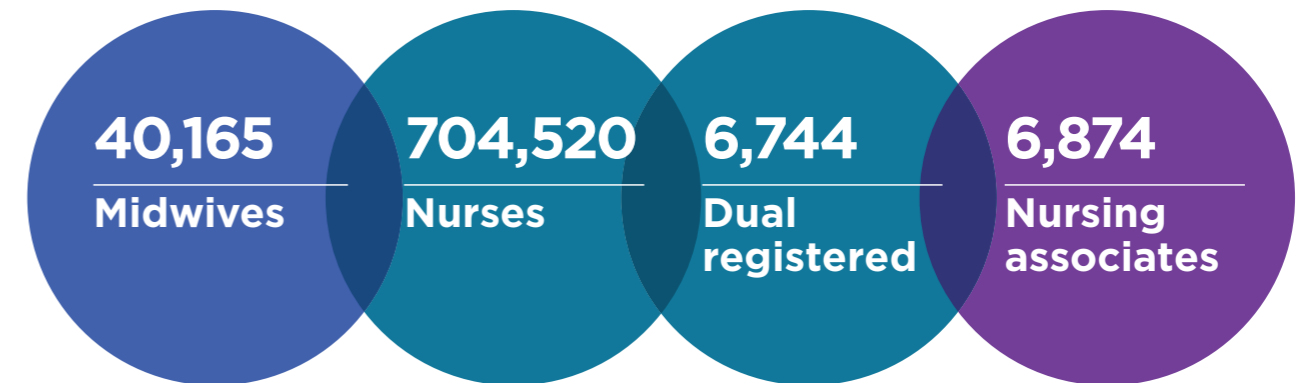 40,165
Midwives
704,520
Nurses
6,744
Dual
registered
6,874
Nursing
associates